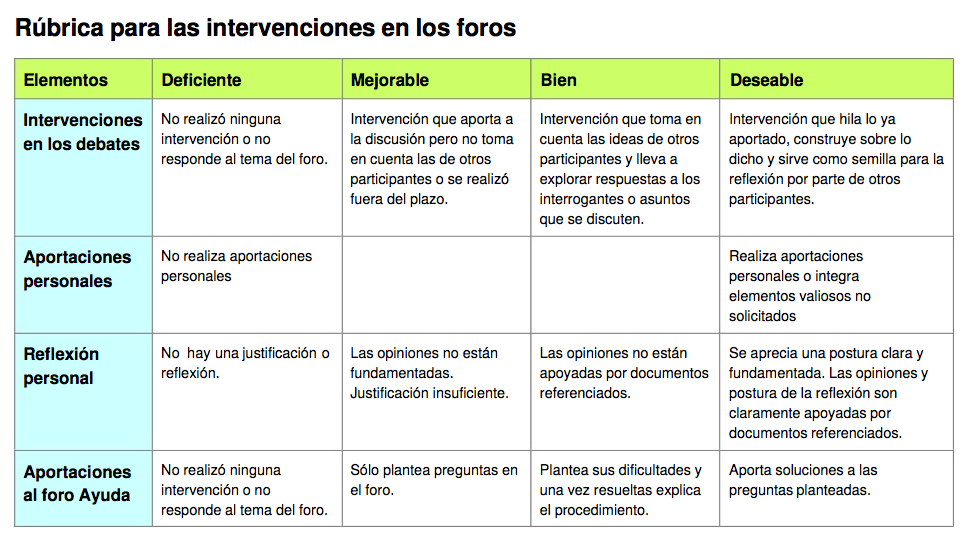 Rúbrica para las intervenciones en los foros
Elementos
Deficiente
Mejorable
Bien
Deseable
Intervenciones
en los debates
No realizó ninguna
intervención o no
responde al tema del foro.
Intervención que aporta a
la discusión pero no toma
en cuenta las de otros
participantes o se realizó
fuera del plazo.
Intervención que toma en
cuenta las ideas de otros
participantes y lleva a
explorar respuestas a los
interrogantes o asuntos
que se discuten.
Intervención que hila lo ya
aportado, construye sobre lo
dicho y sirve como semilla para la
reflexión por parte de otros
participantes.
Aportaciones
personales
No realiza aportaciones
personales
Realiza aportaciones
personales o integra
elementos valiosos no
solicitados
Reflexión
personal
No hay una justificación o
reflexión.
Las opiniones no están
fundamentadas.
Justificación insuficiente.
Las opiniones no están
apoyadas por documentos
referenciados.
Se aprecia una postura clara y
fundamentada. Las opiniones y
postura de la reflexión son
claramente apoyadas por
documentos referenciados.
Aportaciones
al foro Ayuda
No realizó ninguna
intervención o no
responde al tema del foro.
Sólo plantea preguntas en
el foro.
Plantea sus dificultades y
una vez resueltas explica
el procedimiento.
Aporta soluciones a las
preguntas planteadas.